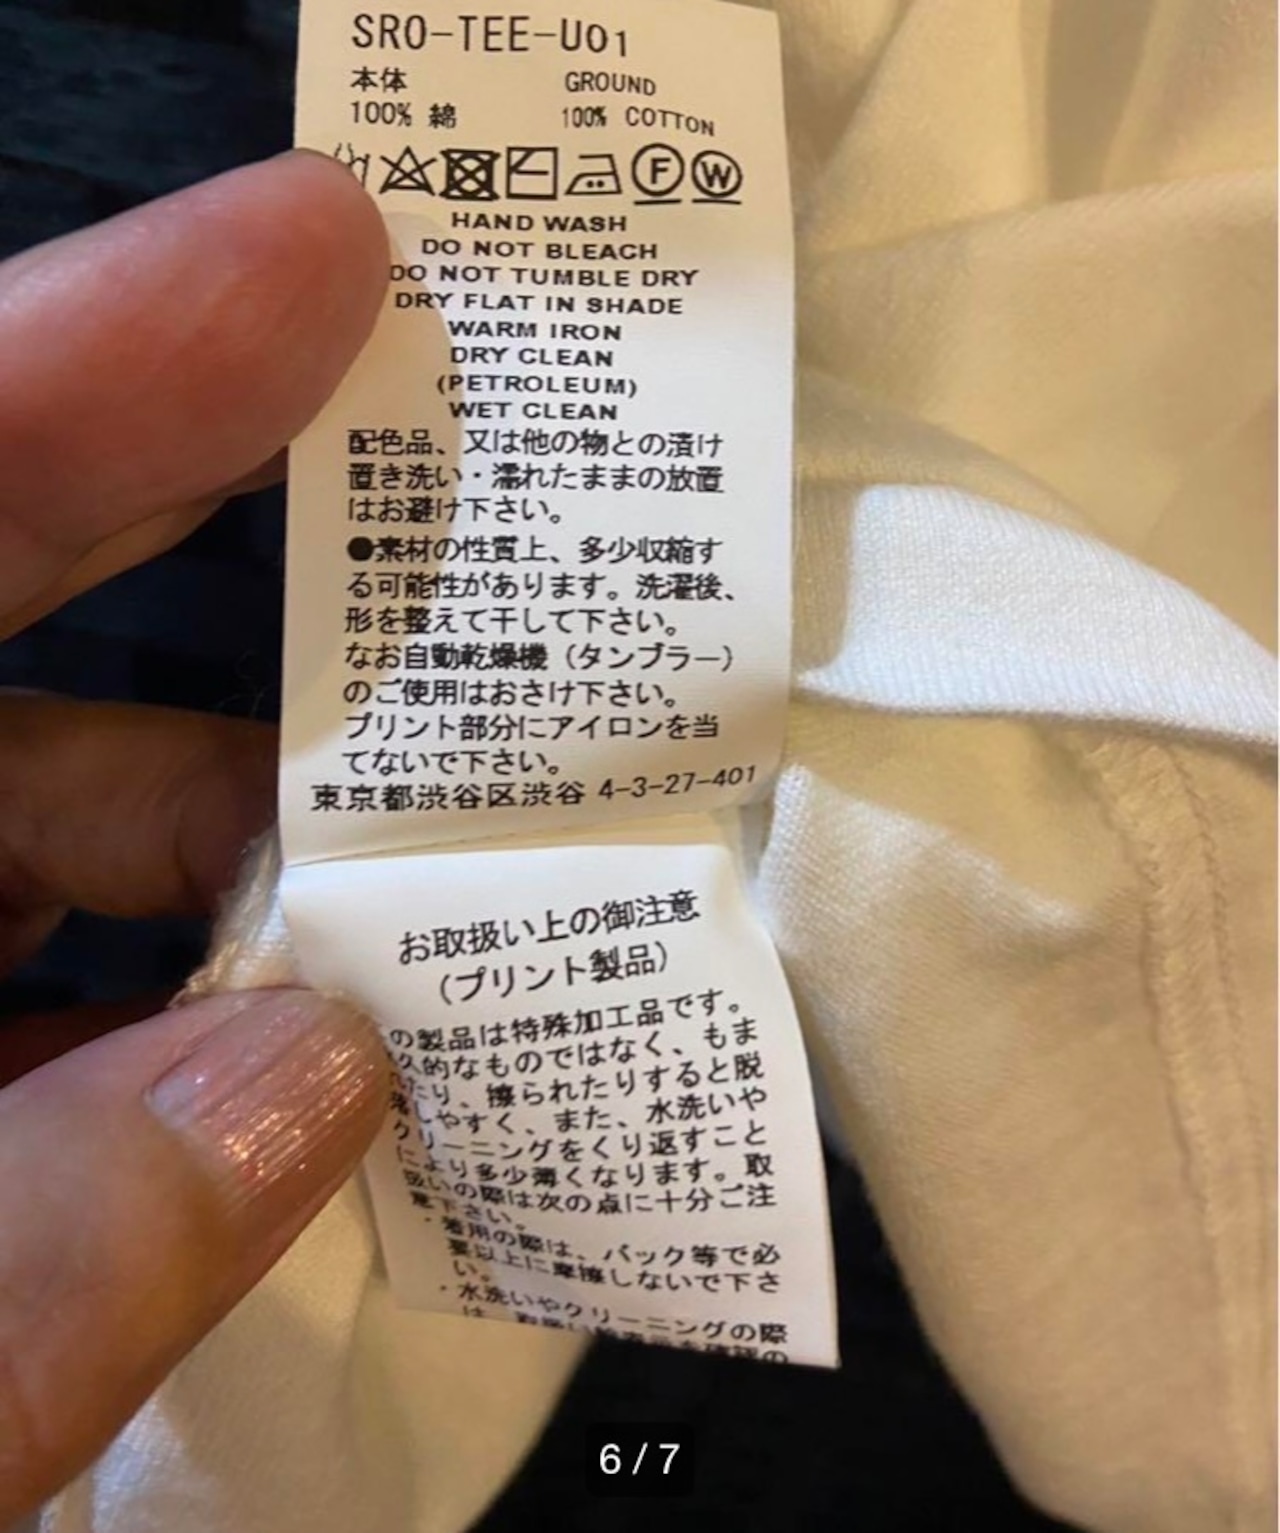 SRO-TEE-U01
本体 GROUND
100% 綿 100% COTTON
F W
HAND WASH
DO NOT BLEACH
DO NOT TUMBLE DRY
DRY FLAT IN SHADE
WARM IRON
DRY CLEAN
(PETROLEUM)
WET CLEAN
配色品、又は他の物との漬け
置き洗い・濡れたままの放置
はお避け下さい。
●素材の性質上、多少収縮す
る可能性があります。洗濯後、
形を整えて干して下さい。
なお自動乾燥機（タンブラー）
のご使用はおさけ下さい。
プリント部分にアイロンを当
てないで下さい。
東京都渋谷区渋谷 4-3-27-401
お取扱い上の御注意
（プリント製品）
の製品は特殊加工品です。
久的なものではなく、もま
れたり、擦られたりすると脱
落しやすく、また、水洗いや
クリーニングをくり返すこと
により多少薄くなります。取
扱いの際は次の点に十分ご注
意下さい。
・着用の際は、バック等で必
要以上に摩擦しないで下さ
い。
・水洗いやクリーニングの際
は、取扱い
6 / 7